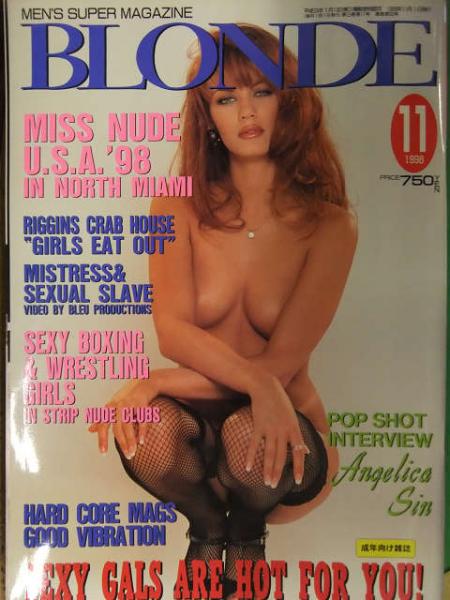 MEN'S SUPER MAGAZINE
BLONDE
11
1998
PRICE 750 YEN
MISS NUDE
U.S.A.'98
IN NORTH MIAMI
RIGGINS CRAB HOUSE
"GIRLS EAT OUT"
MISTRESS&
SEXUAL SLAVE
VIDEO BY BLEU PRODUCTIONS
SEXY BOXING
& WRESTLING
GIRLS
IN STRIP NUDE CLUBS
POP SHOT
INTERVIEW
Angelica
Sin
HARD CORE MAGS
GOOD VIBRATION
成年向け雑誌
SEXY GALS ARE HOT FOR YOU!